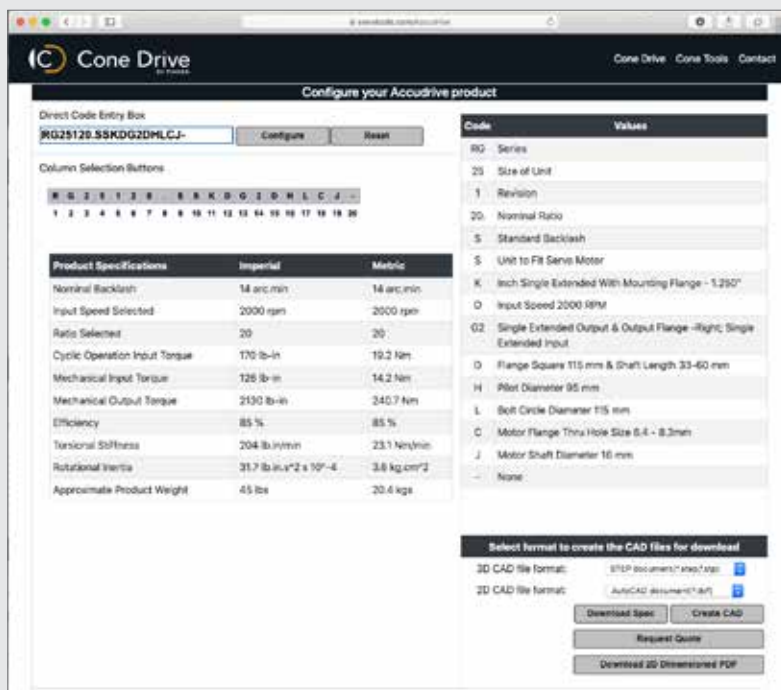 Cone Drive
Cone Drive Cone Tools Contact
Configure your Accudrive product
Direct Code Entry Box
RG25120.SSKDG2DHLCJ-
Configure Reset
Column Selection Buttons
R G 2 5 1 2 0 . S S K D G 2 D H L C J -
1 2 3 4 5 6 7 8 9 10 11 12 13 14 15 16 17 18 19 20
Product Specifications Imperial Metric
Nominal Backlash 14 arc.min 14 arc.min
Input Speed Selected 2000 rpm 2000 rpm
Ratio Selected 20 20
Cyclic Operation Input Torque 170 lb-in 19.2 Nm
Mechanical Input Torque 126 lb-in 14.2 Nm
Mechanical Output Torque 2130 lb-in 240.7 Nm
Efficiency 85 % 85 %
Torsional Stiffness 204 lb.in/min 23.1 Nm/min
Rotational Inertia 31.7 lb.in.s^2 x 10^-4 3.6 kg.cm^2
Approximate Product Weight 45 lbs 20.4 kgs
Code Values
RG Series
25 Size of Unit
1 Revision
20. Nominal Ratio
S Standard Backlash
S Unit to Fit Servo Motor
K Inch Single Extended With Mounting Flange - 1.250"
D Input Speed 2000 RPM
G2 Single Extended Output & Output Flange -Right; Single
Extended Input
D Flange Square 115 mm & Shaft Length 33-60 mm
H Pilot Diameter 95 mm
L Bolt Circle Diameter 115 mm
C Motor Flange Thru Hole Size 6.4 - 8.3mm
J Motor Shaft Diameter 16 mm
- None
Select format to create the CAD files for download
3D CAD file format: STEP document
2D CAD file format: AutoCAD document
Download Spec Create CAD
Request Quote
Download 2D Dimensioned PDF